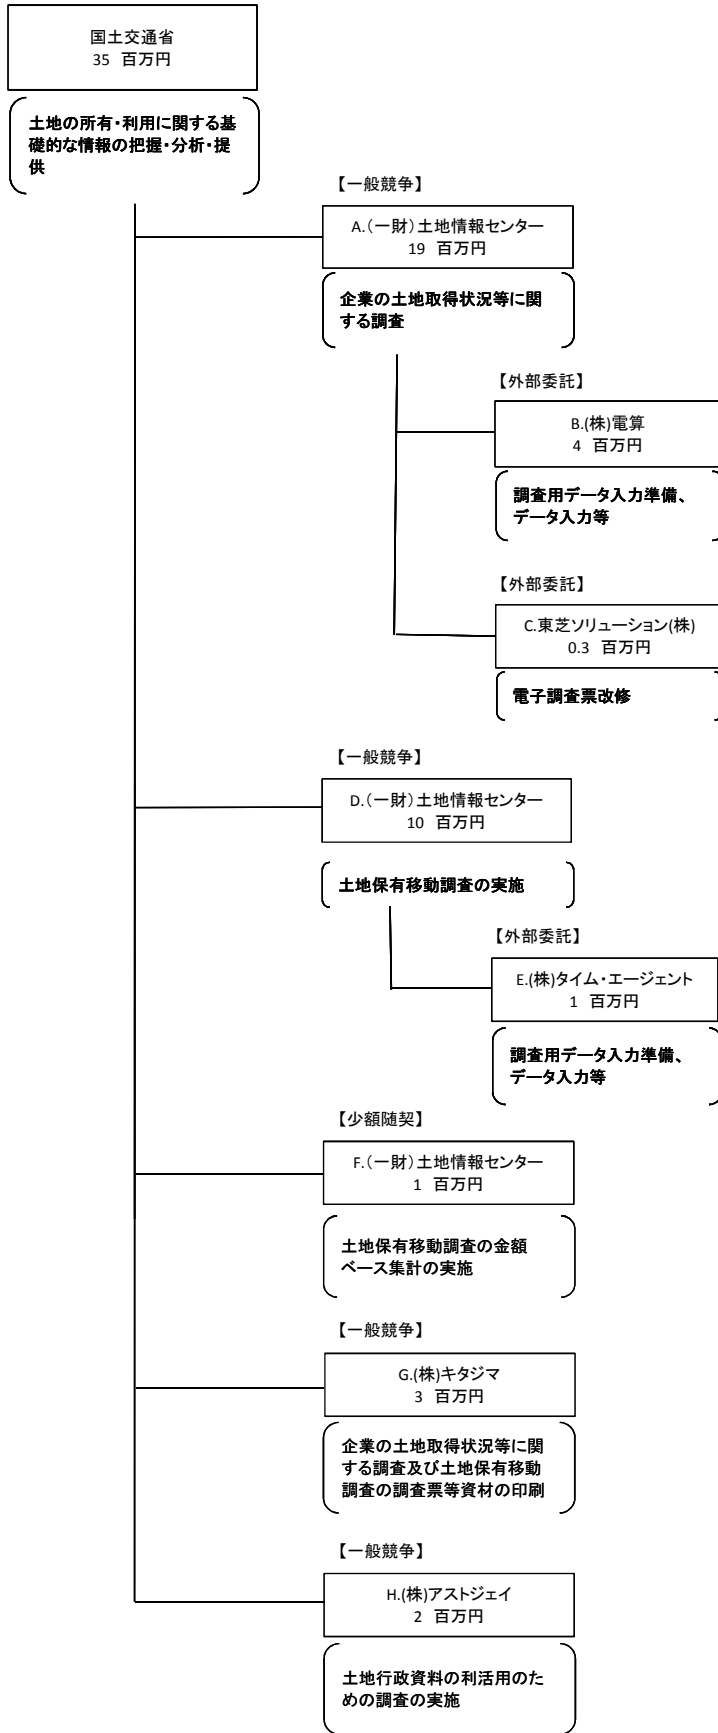 国土交通省
35 百万円
土地の所有・利用に関する基
礎的な情報の把握・分析・提
供
【一般競争】
A.(一財)土地情報センター
19 百万円
企業の土地取得状況等に関
する調査
【外部委託】
B.(株)電算
4 百万円
調査用データ入力準備、
データ入力等
【外部委託】
C.東芝ソリューション(株)
0.3 百万円
電子調査票改修
【一般競争】
D.(一財)土地情報センター
10 百万円
土地保有移動調査の実施
【外部委託】
E.(株)タイム・エージェント
1 百万円
調査用データ入力準備、
データ入力等
【少額随契】
F.(一財)土地情報センター
1 百万円
土地保有移動調査の金額
ベース集計の実施
【一般競争】
G.(株)キタジマ
3 百万円
企業の土地取得状況等に関
する調査及び土地保有移動
調査の調査票等資材の印刷
【一般競争】
H.(株)アストジェイ
2 百万円
土地行政資料の利活用のた
めの調査の実施